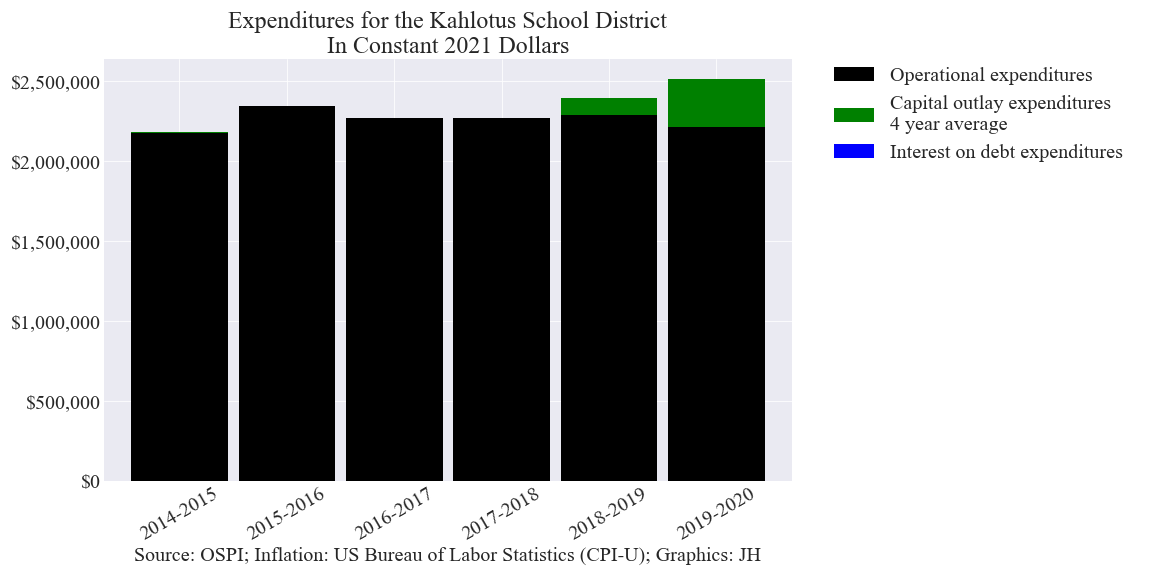 Expenditures for the Kahlotus School District
In Constant 2021 Dollars
$2,500,000
$2,000,000
$1,500,000
$1,000,000
$500,000
$0
2014-2015
2015-2016
2016-2017
2017-2018
2018-2019
2019-2020
Source: OSPI; Inflation: US Bureau of Labor Statistics (CPI-U); Graphics: JH
Operational expenditures
Capital outlay expenditures
4 year average
Interest on debt expenditures